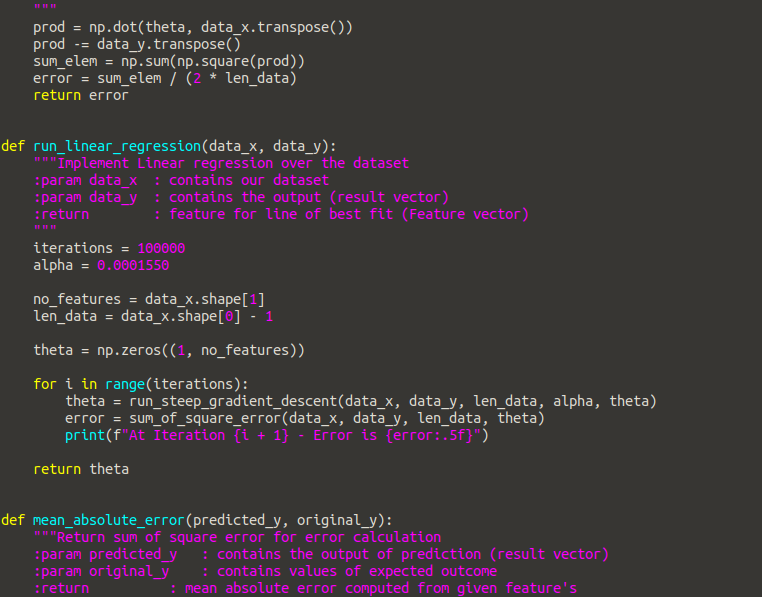 """
prod = np.dot(theta, data_x.transpose())
prod -= data_y.transpose()
sum_elem = np.sum(np.square(prod))
error = sum_elem / (2 * len_data)
return error
def run_linear_regression(data_x, data_y):
"""Implement Linear regression over the dataset
:param data_x  : contains our dataset
:param data_y  : contains the output (result vector)
:return        : feature for line of best fit (Feature vector)
"""
iterations = 100000
alpha = 0.0001550
no_features = data_x.shape[1]
len_data = data_x.shape[0] - 1
theta = np.zeros((1, no_features))
for i in range(iterations):
theta = run_steep_gradient_descent(data_x, data_y, len_data, alpha, theta)
error = sum_of_square_error(data_x, data_y, len_data, theta)
print(f"At Iteration {i + 1} - Error is {error:.5f}")
return theta
def mean_absolute_error(predicted_y, original_y):
"""Return sum of square error for error calculation
:param predicted_y   : contains the output of prediction (result vector)
:param original_y    : contains values of expected outcome
:return          : mean absolute error computed from given feature's